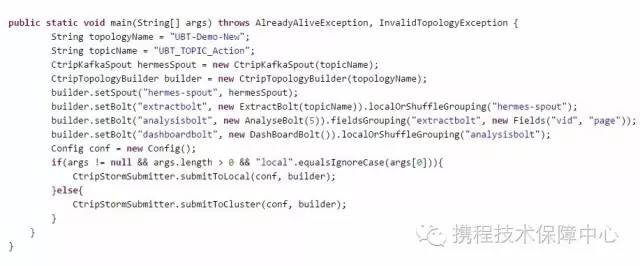 public static void main(String[] args) throws AlreadyAliveException, InvalidTopologyException {
String topologyName = "UBT-Demo-New";
String topicName = "UBT_TOPIC_Action";
CtripKafkaSpout hermesSpout = new CtripKafkaSpout(topicName);
CtripTopologyBuilder builder = new CtripTopologyBuilder(topologyName);
builder.setSpout("hermes-spout", hermesSpout);
builder.setBolt("extractbolt", new ExtractBolt(topicName)).localOrShuffleGrouping("hermes-spout");
builder.setBolt("analysisbolt", new AnalyseBolt(5)).fieldsGrouping("extractbolt", new Fields("vid", "page"));
builder.setBolt("dashboardbolt", new DashBoardBolt()).localOrShuffleGrouping("analysisbolt");
Config conf = new Config();
if(args != null && args.length > 0 && "local".equalsIgnoreCase(args[0])){
CtripStormSubmitter.submitToLocal(conf, builder);
}else{
CtripStormSubmitter.submitToCluster(conf, builder);
}
}
}
携程技术保障中心